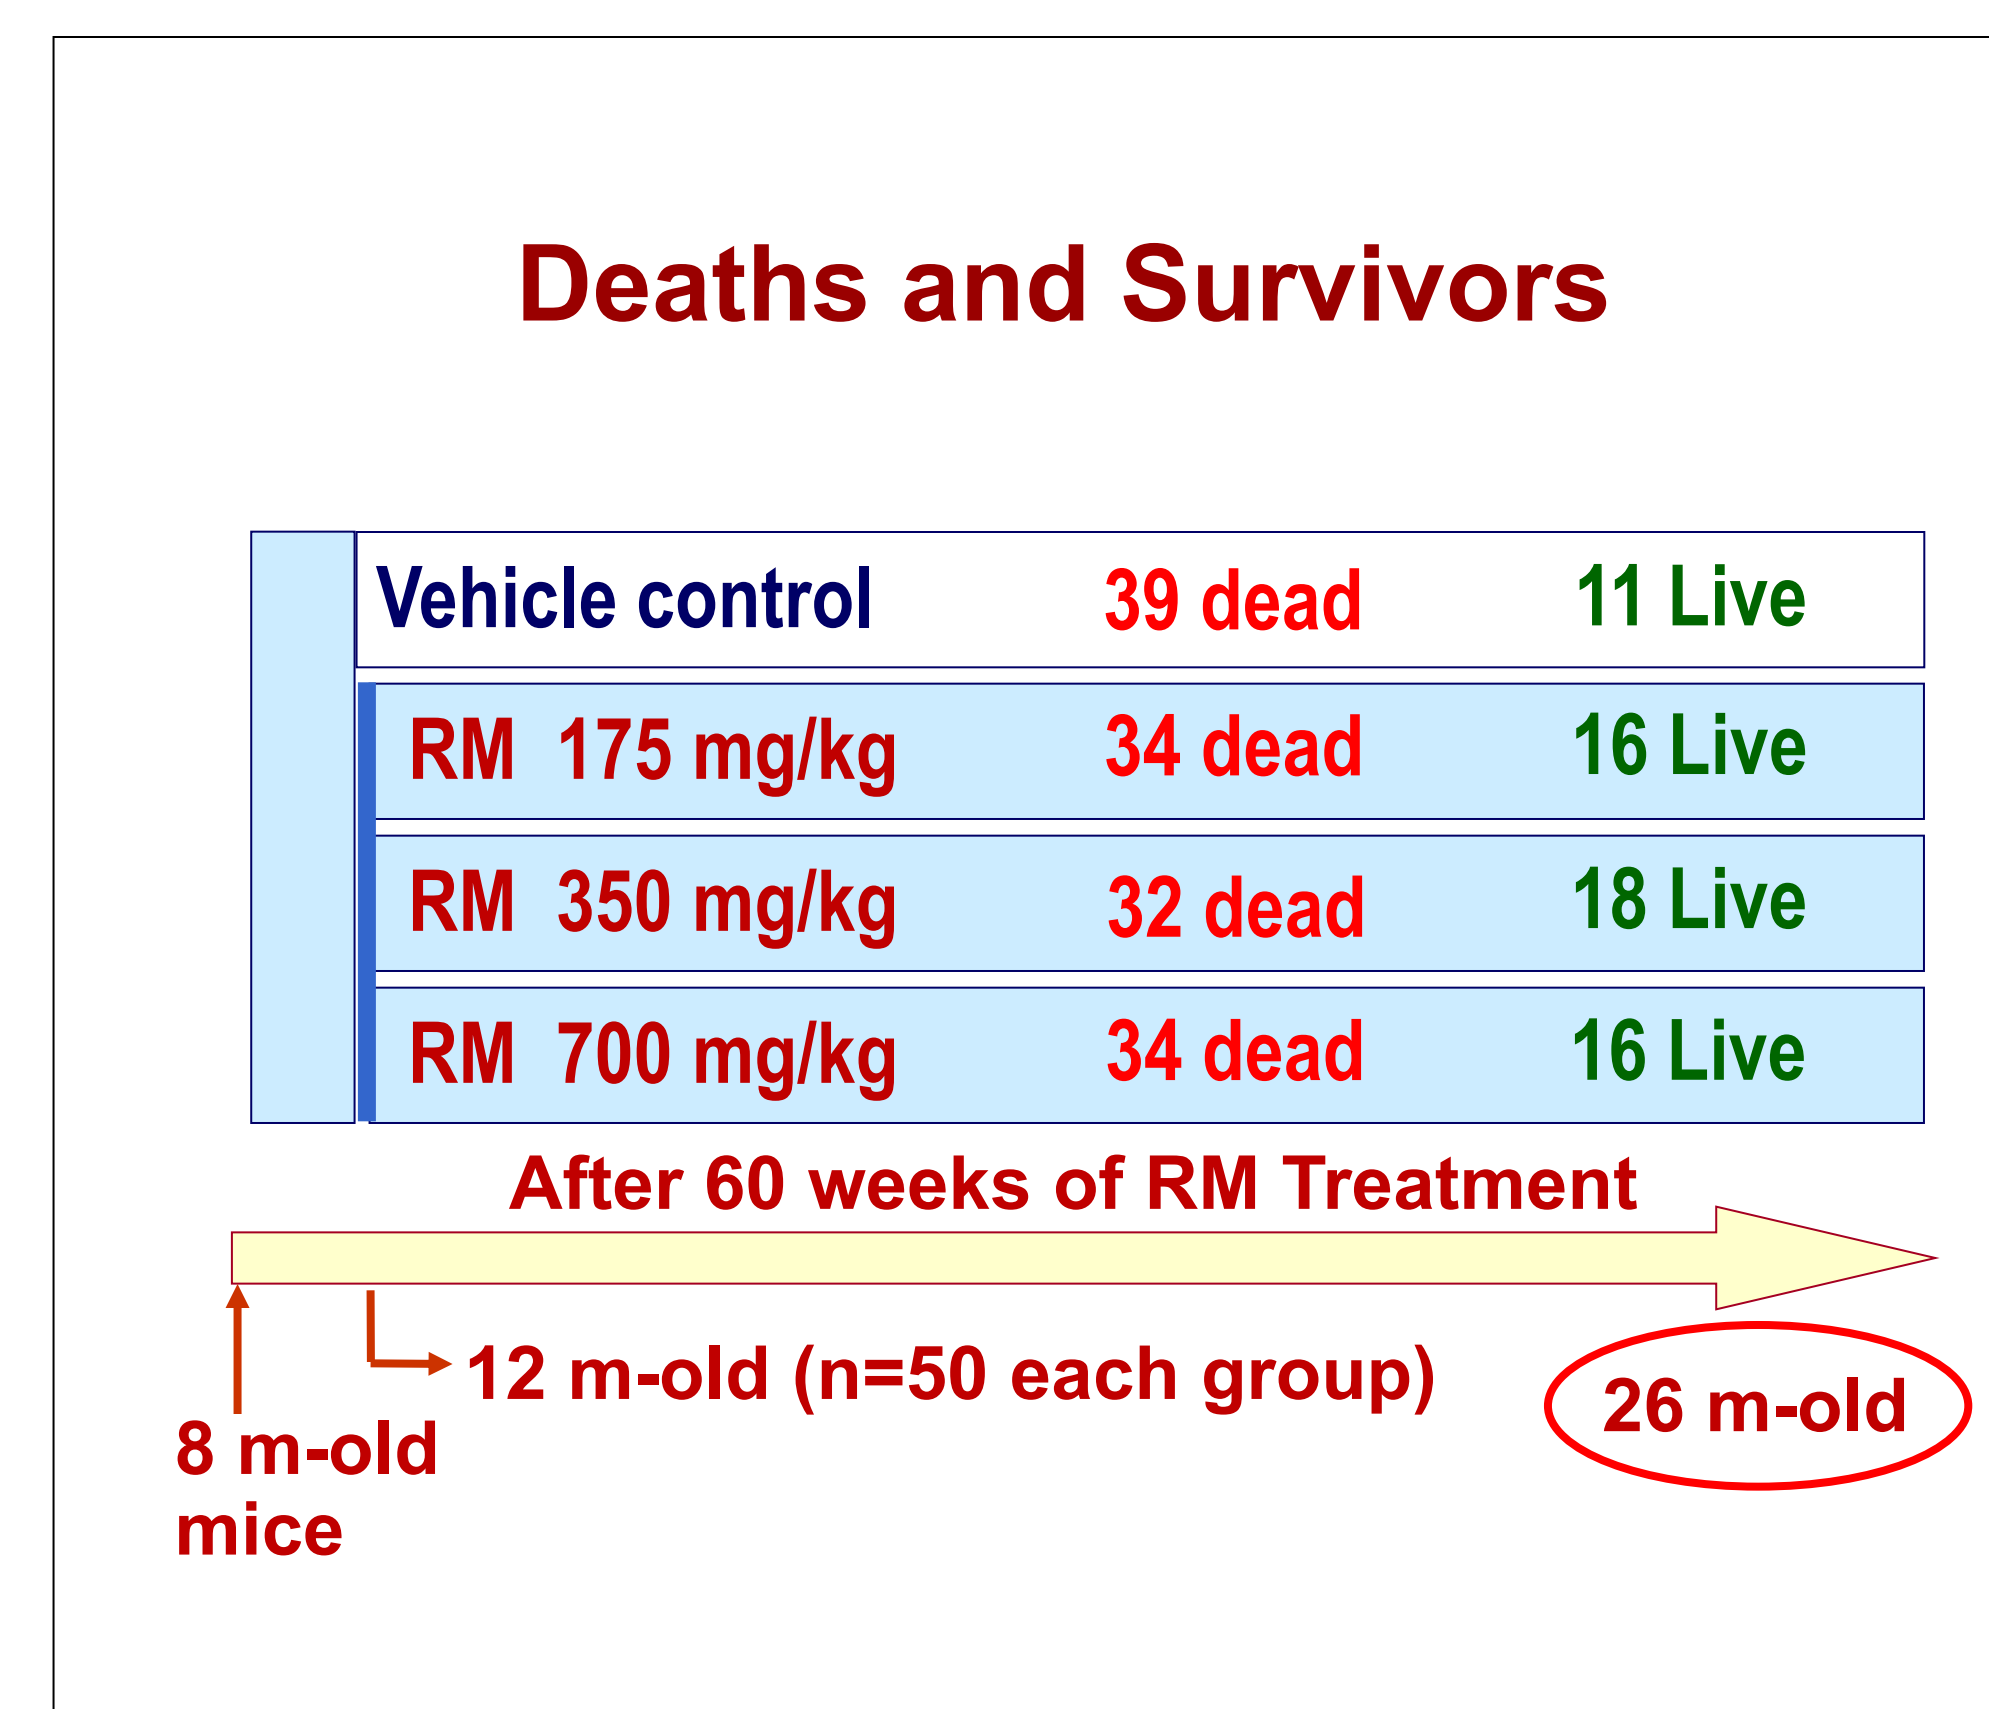 Deaths and Survivors
Vehicle control 39 dead 11 Live
RM 175 mg/kg 34 dead 16 Live
RM 350 mg/kg 32 dead 18 Live
RM 700 mg/kg 34 dead 16 Live
After 60 weeks of RM Treatment
12 m-old (n=50 each group)
26 m-old
8 m-old
mice